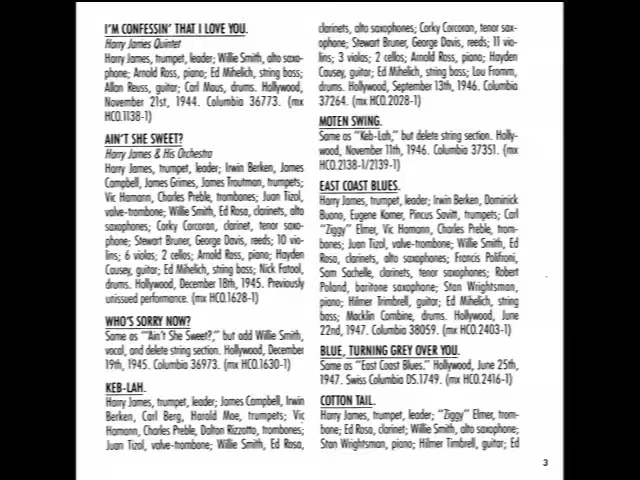 I'M CONFESSIN' THAT I LOVE YOU.
Harry James Quintet
Harry James, trumpet, leader; Willie Smith, alto saxo-
phone; Arnold Ross, piano; Ed Mihelich, string bass;
Allan Reuss, guitar; Carl Maus, drums. Hollywood,
November 21st, 1944. Columbia 36773. (mx
HCO.1138-1)
AIN'T SHE SWEET?
Harry James & His Orchestra
Harry James, trumpet, leader; Irwin Berken, James
Campbell, James Grimes, James Troutman, trumpets;
Vic Hamann, Charles Preble, trombones; Juan Tizol,
valve-trombone; Willie Smith, Ed Rosa, clarinets, alto
saxophones; Corky Corcoran, clarinet, tenor saxo-
phone; Stewart Bruner, George Davis, reeds; 10 vio-
lins; 6 violas; 2 cellos; Arnold Ross, piano; Hayden
Causey, guitar; Ed Mihelich, string bass; Nick Fatool,
drums. Hollywood, December 18th, 1945. Previously
unissued performance. (mx HCO.1628-1)
WHO'S SORRY NOW?
Same as "'Ain't She Sweet?," but add Willie Smith,
vocal, and delete string section. Hollywood, December
19th, 1945. Columbia 36973. (mx HCO.1630-1)
KEB-LAH.
Harry James, trumpet, leader; James Campbell, Irwin
Berken, Carl Berg, Harold Moe, trumpets; Vic
Hamann, Charles Preble, Dalton Rizzotto, trombones;
Juan Tizol, valve-trombone; Willie Smith, Ed Rosa,
clarinets, alto saxophones; Corky Corcoran, tenor sax-
ophone; Stewart Bruner, George Davis, reeds; 11 vio-
lins; 3 violas; 2 cellos; Arnold Ross, piano; Hayden
Causey, guitar; Ed Mihelich, string bass; Lou Fromm,
drums. Hollywood, September 13th, 1946. Columbia
37264. (mx HCO.2028-1)
MOTEN SWING.
Same as "Keb-Lah," but delete string section. Holly-
wood, November 11th, 1946. Columbia 37351. (mx
HCO.2138-1/2139-1)
EAST COAST BLUES.
Harry James, trumpet, leader; Irwin Berken, Dominick
Buono, Eugene Komer, Pincus Savitt, trumpets; Carl
"Ziggy" Elmer, Vic Hamann, Charles Preble, trom-
bones; Juan Tizol, valve-trombone; Willie Smith, Ed
Rosa, clarinets, alto saxophones; Francis Polifroni,
Sam Sachelle, clarinets, tenor saxophones; Robert
Poland, baritone saxophone; Stan Wrightsman,
piano; Hilmer Trimbrell, guitar; Ed Mihelich, string
bass; Macklin Combine, drums. Hollywood, June
22nd, 1947. Columbia 38059. (mx HCO.2403-1)
BLUE, TURNING GREY OVER YOU.
Same as "East Coast Blues." Hollywood, June 25th,
1947. Swiss Columbia DS.1749. (mx HCO.2416-1)
COTTON TAIL.
Harry James, trumpet, leader; "Ziggy" Elmer, trom-
bone; Ed Rosa, clarinet; Willie Smith, alto saxophone;
Stan Wrightsman, piano; Hilmer Timbrell, guitar; Ed
3